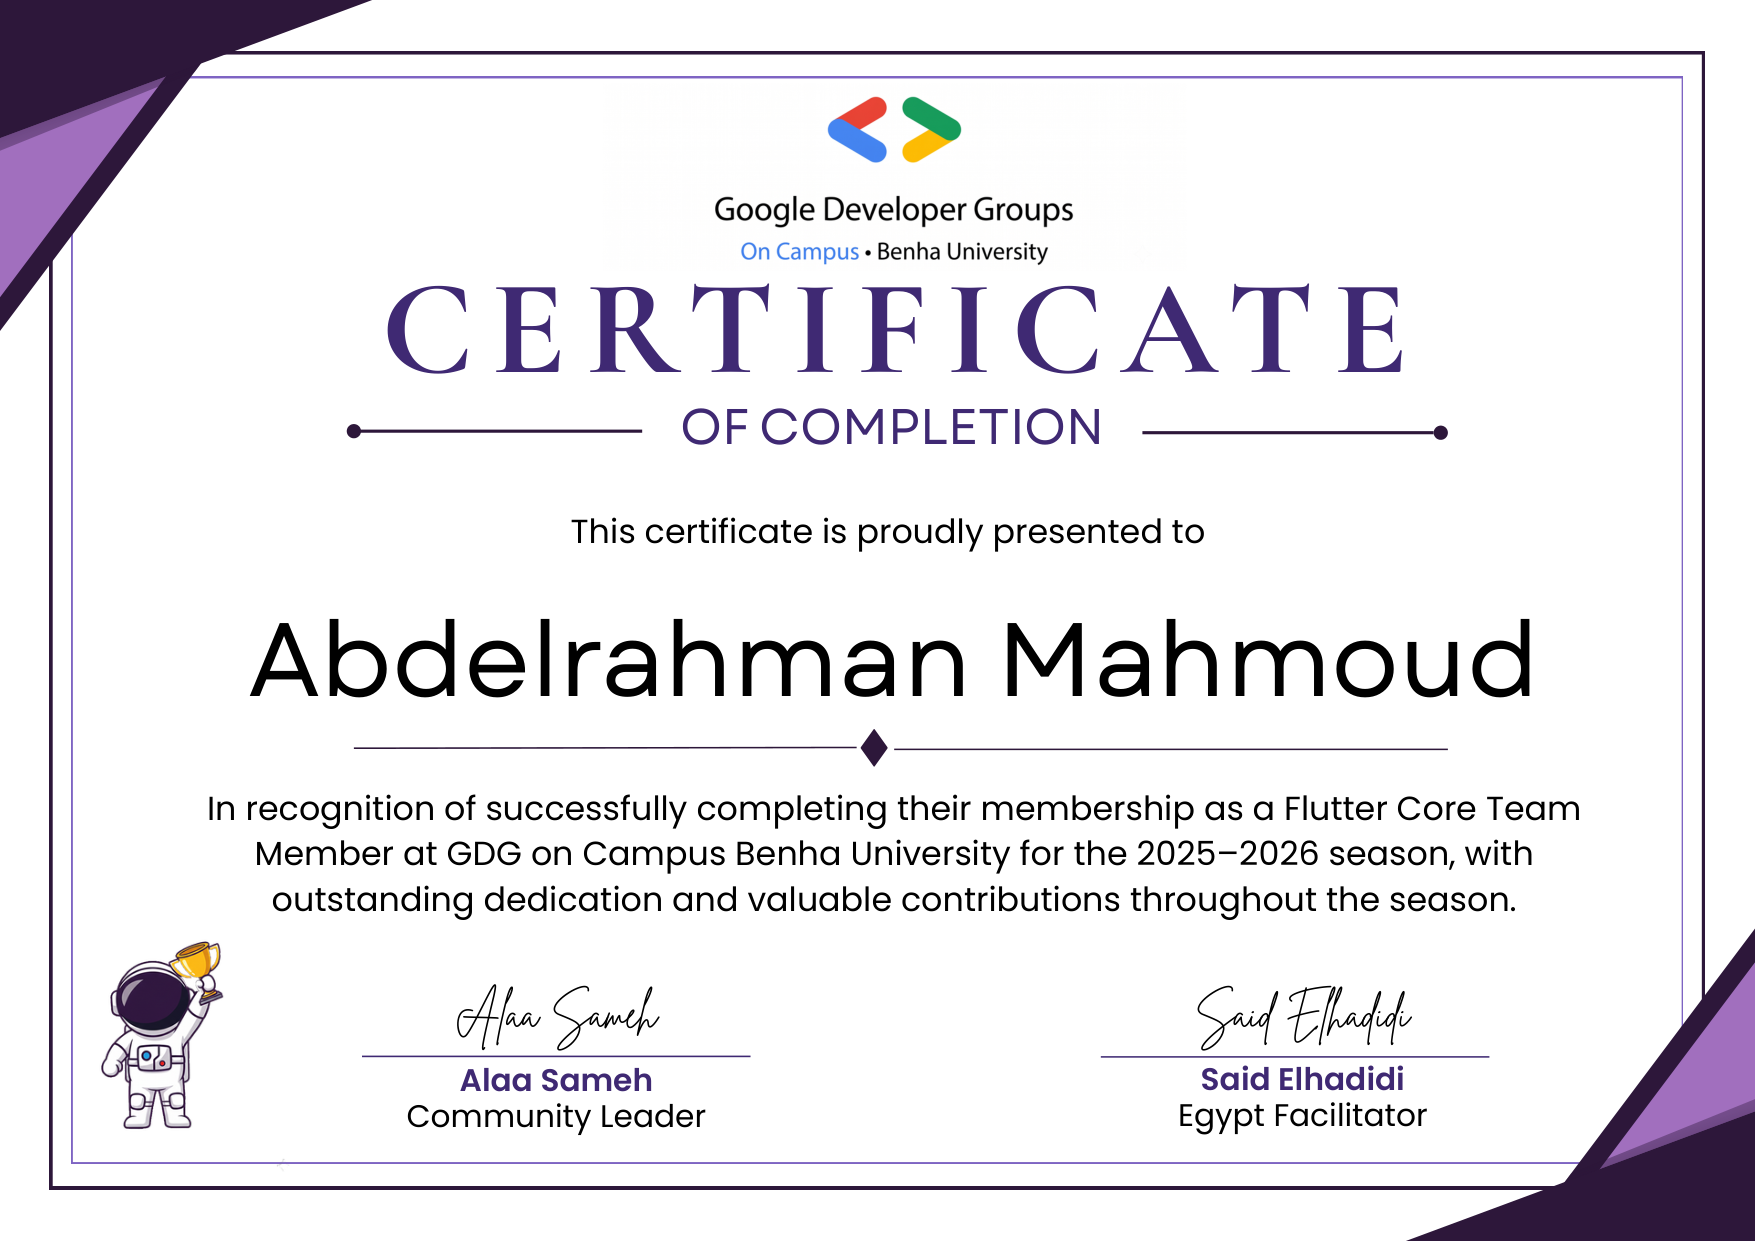 Google Developer Groups
On Campus • Benha University
CERTIFICATE
OF COMPLETION
This certificate is proudly presented to
Abdelrahman Mahmoud
In recognition of successfully completing their membership as a Flutter Core Team
Member at GDG on Campus Benha University for the 2025–2026 season, with
outstanding dedication and valuable contributions throughout the season.
Alaa Sameh
Alaa Sameh
Community Leader
Said Elhadidi
Said Elhadidi
Egypt Facilitator